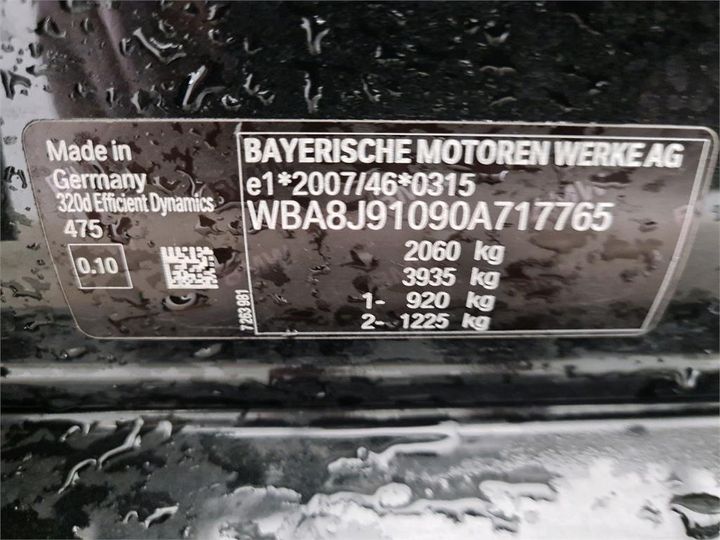 Made in
Germany
320d Efficient Dynamics
475
0.10
7 263 981
BAYERISCHE MOTOREN WERKE AG
e1*2007/46*0315
WBA8J91090A717765
2060 kg
3935 kg
1- 920 kg
2- 1225 kg